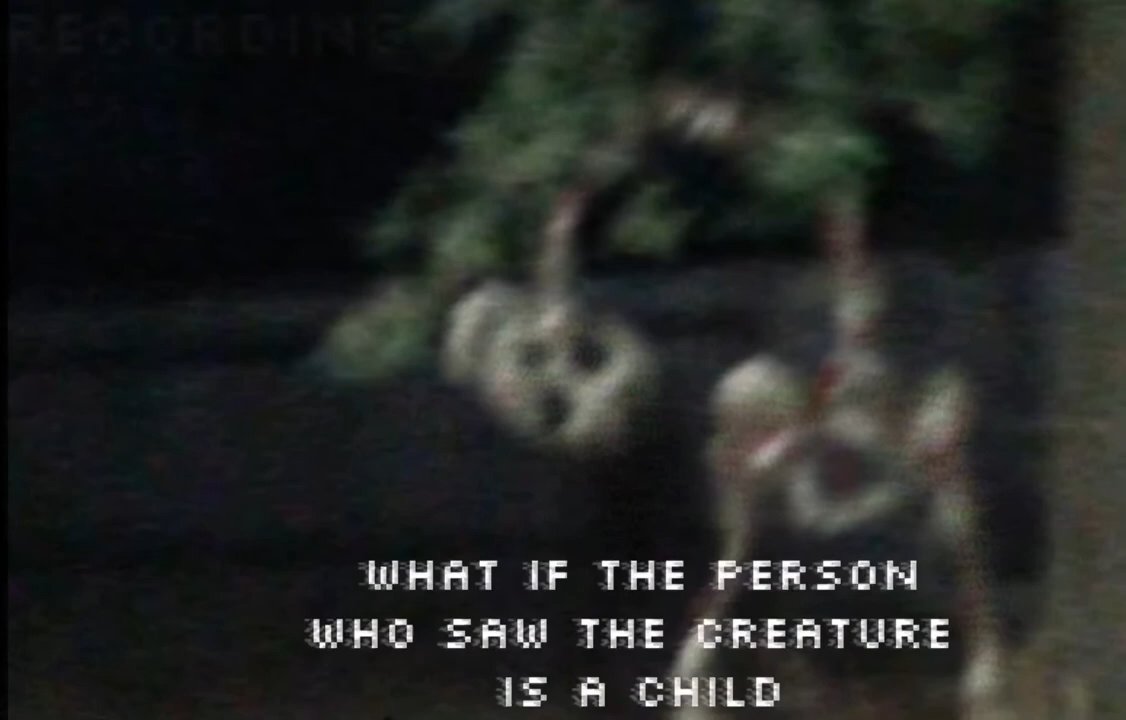 RECORDING
WHAT IF THE PERSON
WHO SAW THE CREATURE
IS A CHILD